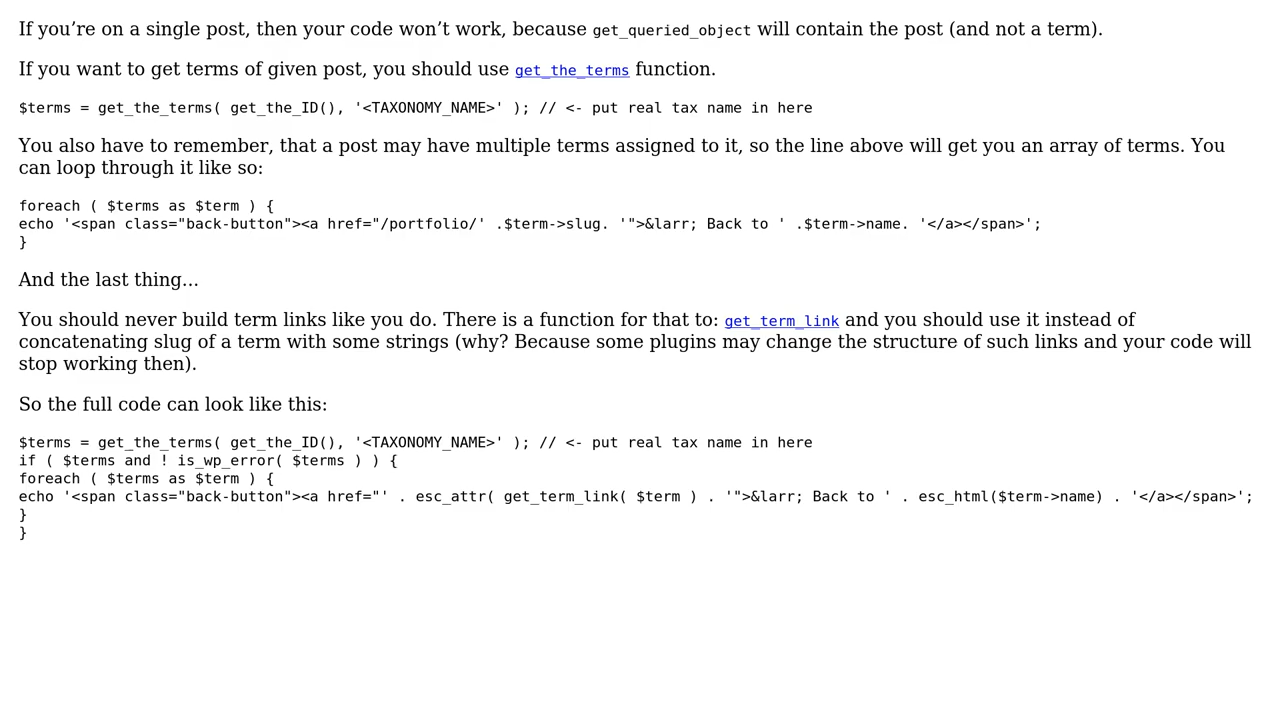 If you’re on a single post, then your code won’t work, because get_queried_object will contain the post (and not a term).
If you want to get terms of given post, you should use get_the_terms function.
$terms = get_the_terms( get_the_ID(), '<TAXONOMY_NAME>' ); // <- put real tax name in here
You also have to remember, that a post may have multiple terms assigned to it, so the line above will get you an array of terms. You
can loop through it like so:
foreach ( $terms as $term ) {
echo '<span class="back-button"><a href="/portfolio/' .$term->slug. '">&larr; Back to ' .$term->name. '</a></span>';
}
And the last thing…
You should never build term links like you do. There is a function for that to: get_term_link and you should use it instead of
concatenating slug of a term with some strings (why? Because some plugins may change the structure of such links and your code will
stop working then).
So the full code can look like this:
$terms = get_the_terms( get_the_ID(), '<TAXONOMY_NAME>' ); // <- put real tax name in here
if ( $terms and ! is_wp_error( $terms ) ) {
foreach ( $terms as $term ) {
echo '<span class="back-button"><a href="' . esc_attr( get_term_link( $term ) . '">&larr; Back to ' . esc_html($term->name) . '</a></span>';
}
}